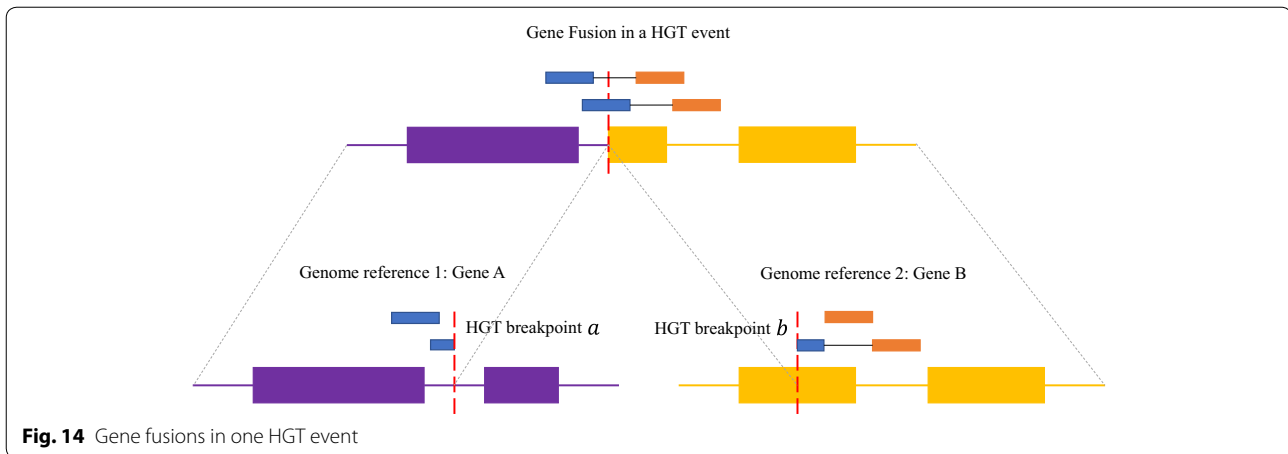 Gene Fusion in a HGT event
Genome reference 1: Gene A
Genome reference 2: Gene B
HGT breakpoint a
HGT breakpoint b
Fig. 14 Gene fusions in one HGT event